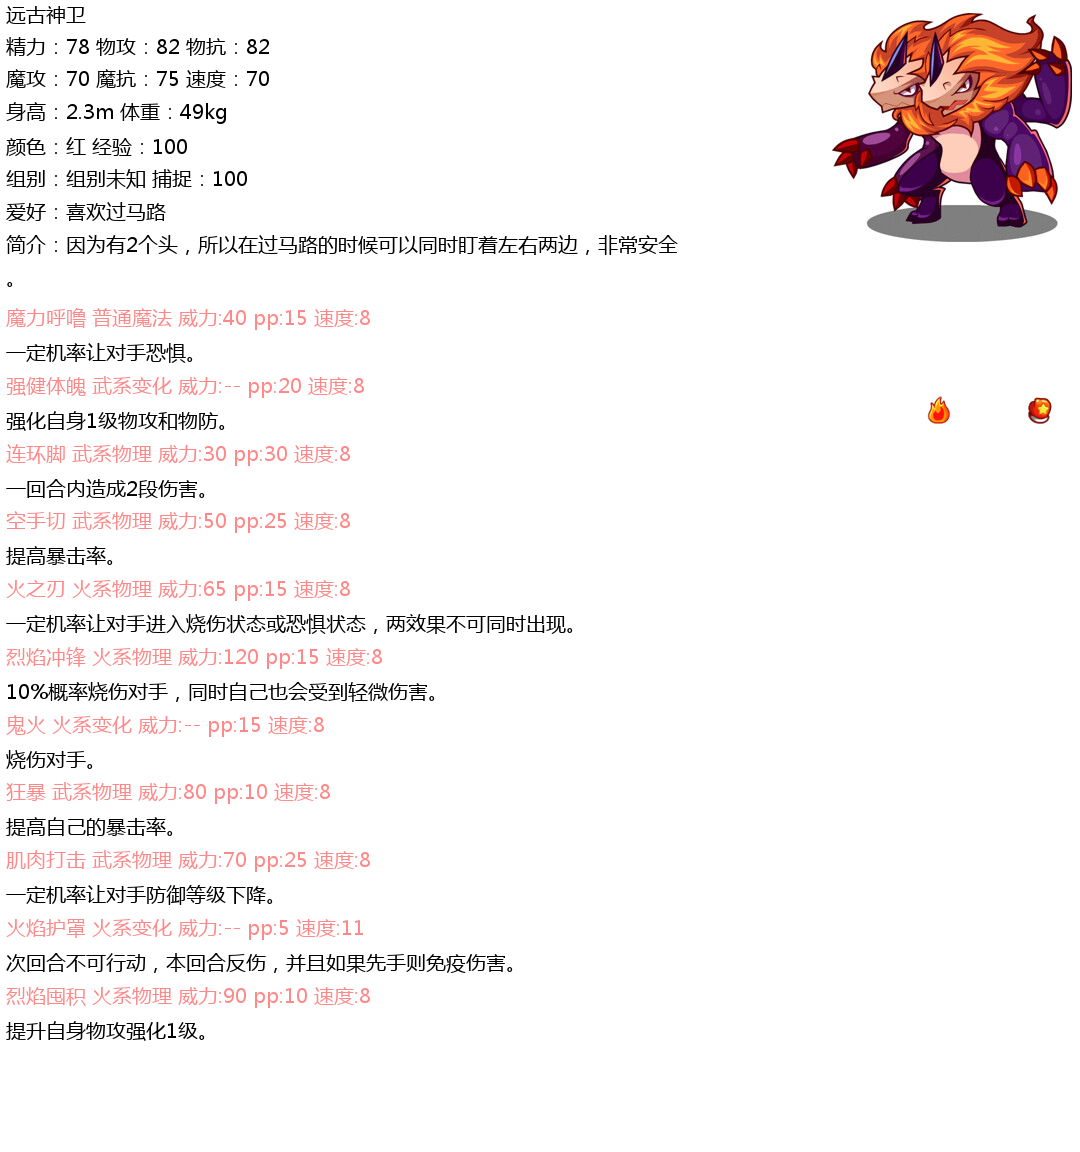 远古神卫
精力：78 物攻：82 物抗：82
魔攻：70 魔抗：75 速度：70
身高：2.3m 体重：49kg
颜色：红 经验：100
组别：组别未知 捕捉：100
爱好：喜欢过马路
简介：因为有2个头，所以在过马路的时候可以同时盯着左右两边，非常安全
。
魔力呼噜 普通魔法 威力:40 pp:15 速度:8
一定机率让对手恐惧。
强健体魄 武系变化 威力:-- pp:20 速度:8
强化自身1级物攻和物防。
连环脚 武系物理 威力:30 pp:30 速度:8
一回合内造成2段伤害。
空手切 武系物理 威力:50 pp:25 速度:8
提高暴击率。
火之刃 火系物理 威力:65 pp:15 速度:8
一定机率让对手进入烧伤状态或恐惧状态，两效果不可同时出现。
烈焰冲锋 火系物理 威力:120 pp:15 速度:8
10%概率烧伤对手，同时自己也会受到轻微伤害。
鬼火 火系变化 威力:-- pp:15 速度:8
烧伤对手。
狂暴 武系物理 威力:80 pp:10 速度:8
提高自己的暴击率。
肌肉打击 武系物理 威力:70 pp:25 速度:8
一定机率让对手防御等级下降。
火焰护罩 火系变化 威力:-- pp:5 速度:11
次回合不可行动，本回合反伤，并且如果先手则免疫伤害。
烈焰囤积 火系物理 威力:90 pp:10 速度:8
提升自身物攻强化1级。